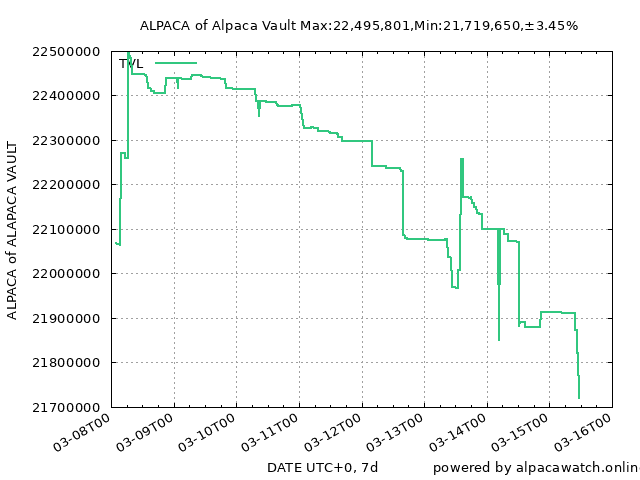 ALPACA of Alpaca Vault Max:22,495,801,Min:21,719,650,±3.45%
TVL
22500000
22400000
22300000
22200000
22100000
22000000
21900000
21800000
21700000
ALPACA of ALAPACA VAULT
03-08T00
03-09T00
03-10T00
03-11T00
03-12T00
03-13T00
03-14T00
03-15T00
03-16T00
DATE UTC+0, 7d
powered by alpacawatch.onlin